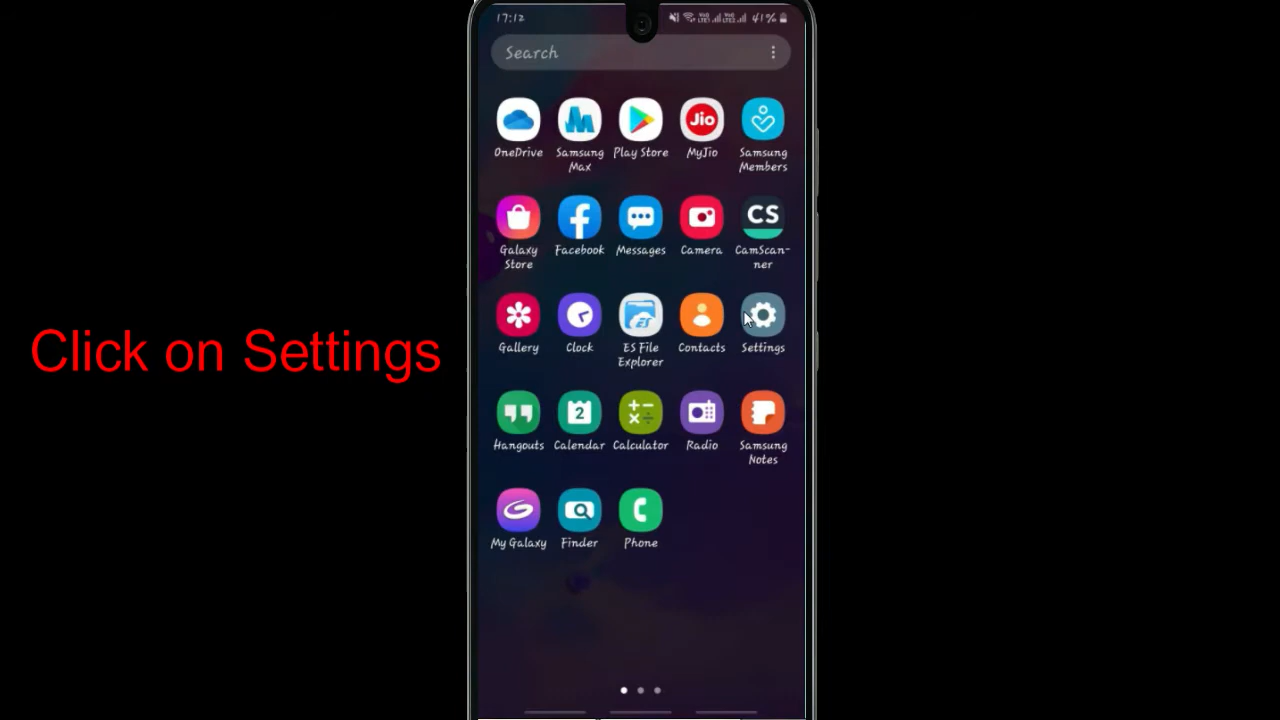 17:12 41%
Search
OneDrive Samsung Max Play Store Jio MyJio Samsung Members
Galaxy Store Facebook Messages Camera CS CamScan-ner
Gallery Clock ES ES File Explorer Contacts Settings
Click on Settings
Hangouts 2 Calendar Calculator Radio Samsung Notes
My Galaxy Finder Phone